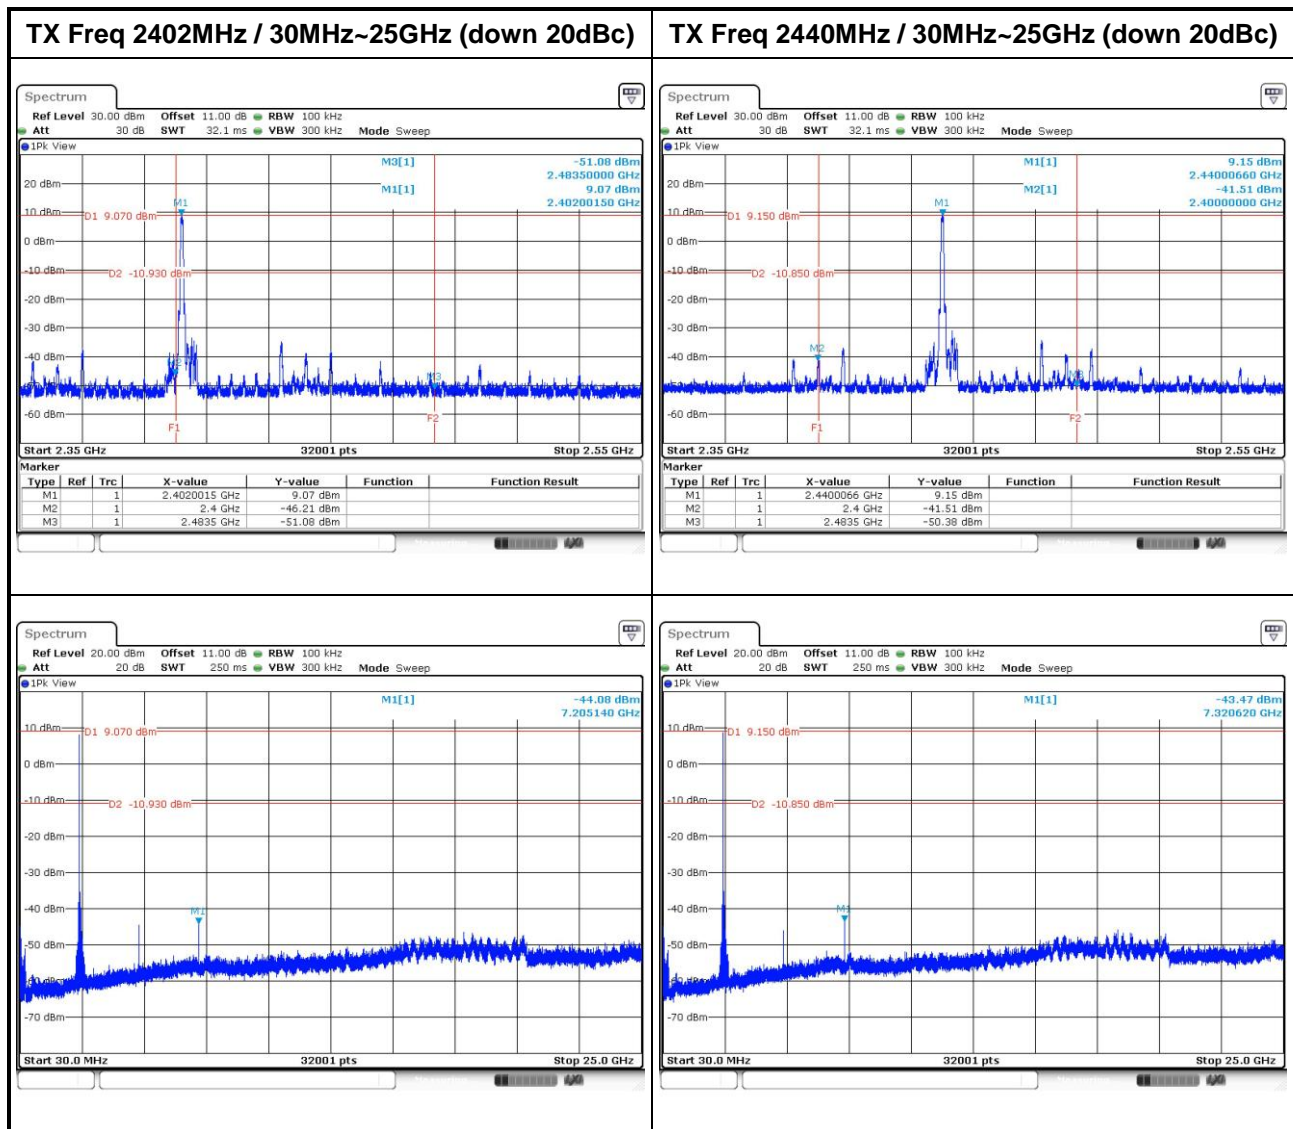 TX Freq 2402MHz / 30MHz~25GHz (down 20dBc)
TX Freq 2440MHz / 30MHz~25GHz (down 20dBc)
Spectrum
Ref Level 30.00 dBm Offset 11.00 dB RBW 100 kHz
Att 30 dB SWT 32.1 ms VBW 300 kHz Mode Sweep
1Pk View
M3[1] -51.08 dBm
2.48350000 GHz
M1[1] 9.07 dBm
2.40200150 GHz
20 dBm
M1
10 dBm
D1 9.070 dBm
0 dBm
-10 dBm
D2 -10.930 dBm
-20 dBm
-30 dBm
-40 dBm
M2
M3
-60 dBm
F1
F2
Start 2.35 GHz 32001 pts Stop 2.55 GHz
Marker
Type Ref Trc X-value Y-value Function Function Result
M1 1 2.4020015 GHz 9.07 dBm
M2 1 2.4 GHz -46.21 dBm
M3 1 2.4835 GHz -51.08 dBm
Spectrum
Ref Level 30.00 dBm Offset 11.00 dB RBW 100 kHz
Att 30 dB SWT 32.1 ms VBW 300 kHz Mode Sweep
1Pk View
M1[1] 9.15 dBm
2.44000660 GHz
M2[1] -41.51 dBm
2.40000000 GHz
20 dBm
M1
10 dBm
D1 9.150 dBm
0 dBm
-10 dBm
D2 -10.850 dBm
-20 dBm
-30 dBm
M2
-40 dBm
M3
-60 dBm
F1
F2
Start 2.35 GHz 32001 pts Stop 2.55 GHz
Marker
Type Ref Trc X-value Y-value Function Function Result
M1 1 2.4400066 GHz 9.15 dBm
M2 1 2.4 GHz -41.51 dBm
M3 1 2.4835 GHz -50.38 dBm
Spectrum
Ref Level 20.00 dBm Offset 11.00 dB RBW 100 kHz
Att 20 dB SWT 250 ms VBW 300 kHz Mode Sweep
1Pk View
M1[1] -44.08 dBm
7.205140 GHz
10 dBm
D1 9.070 dBm
0 dBm
-10 dBm
D2 -10.930 dBm
-20 dBm
-30 dBm
-40 dBm
M1
-50 dBm
-70 dBm
Start 30.0 MHz 32001 pts Stop 25.0 GHz
Spectrum
Ref Level 20.00 dBm Offset 11.00 dB RBW 100 kHz
Att 20 dB SWT 250 ms VBW 300 kHz Mode Sweep
1Pk View
M1[1] -43.47 dBm
7.320620 GHz
10 dBm
D1 9.150 dBm
0 dBm
-10 dBm
D2 -10.850 dBm
-20 dBm
-30 dBm
-40 dBm
M1
-50 dBm
-70 dBm
Start 30.0 MHz 32001 pts Stop 25.0 GHz